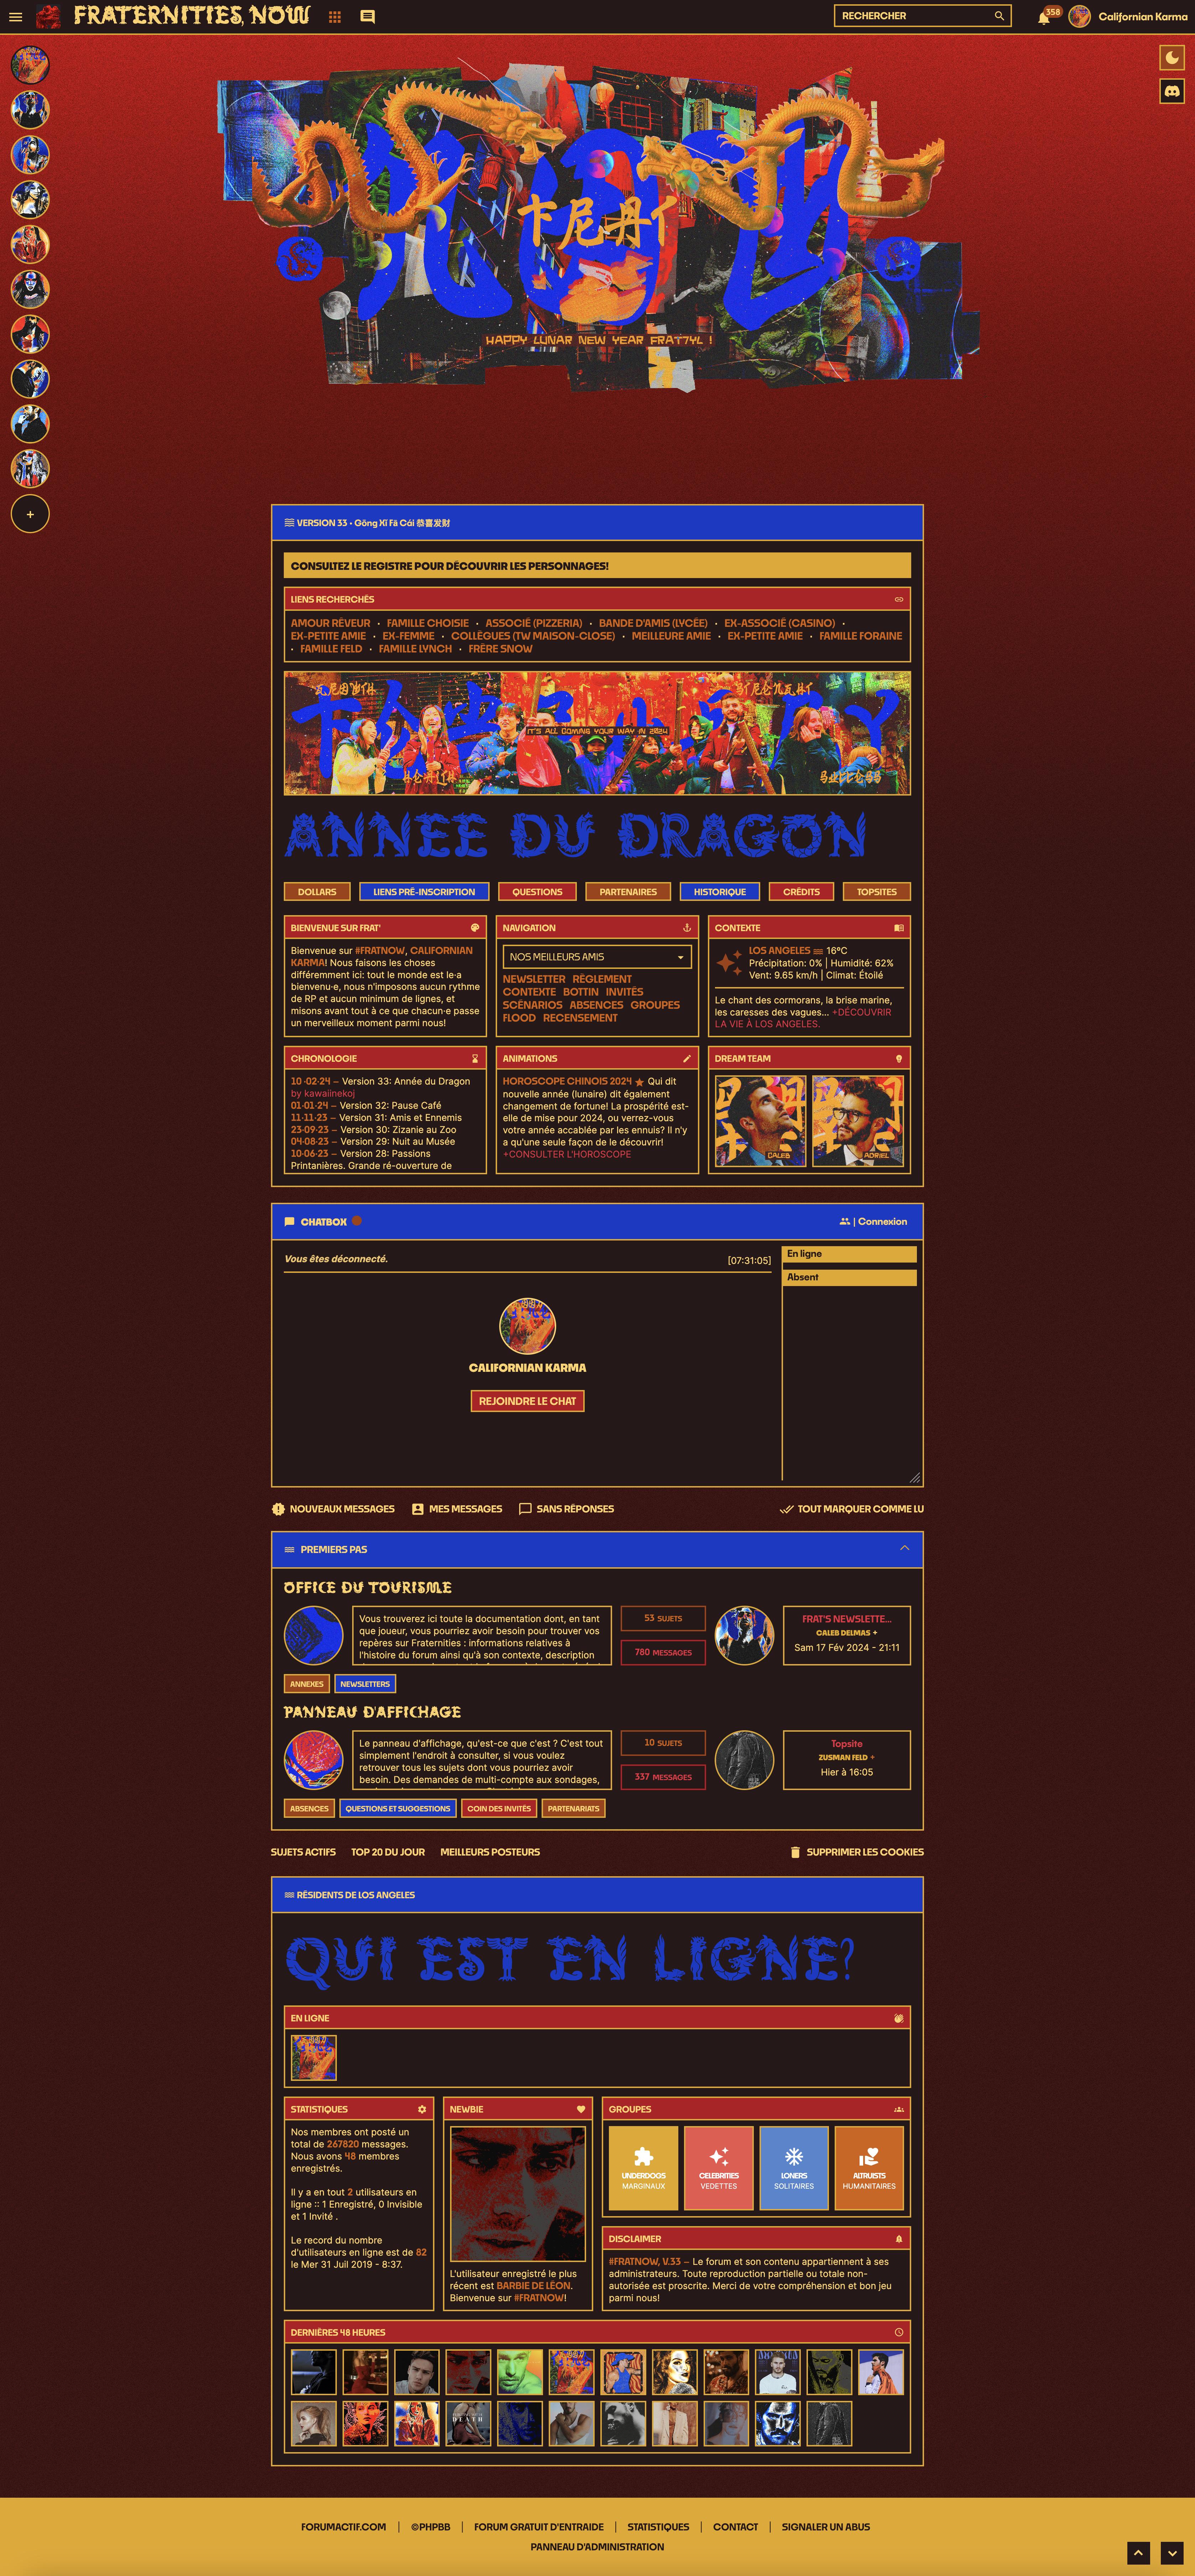 FRATERNITIES, NOW
RECHERCHER
358
Californian Karma
HAPPY LUNAR NEW YEAR FRAT7YL !
VERSION 33 • Gōng Xǐ Fā Cái 恭喜发财
CONSULTEZ LE REGISTRE POUR DÉCOUVRIR LES PERSONNAGES!
LIENS RECHERCHÉS
AMOUR RÊVEUR • FAMILLE CHOISIE • ASSOCIÉ (PIZZERIA) • BANDE D'AMIS (LYCÉE) • EX-ASSOCIÉ (CASINO) •
EX-PETITE AMIE • EX-FEMME • COLLÈGUES (TW MAISON-CLOSE) • MEILLEURE AMIE • EX-PETITE AMIE • FAMILLE FORAINE
• FAMILLE FELD • FAMILLE LYNCH • FRÈRE SNOW
IT'S ALL COMING YOUR WAY IN 2024
ANNEE DU DRAGON
DOLLARS
LIENS PRÉ-INSCRIPTION
QUESTIONS
PARTENAIRES
HISTORIQUE
CRÉDITS
TOPSITES
BIENVENUE SUR FRAT'
Bienvenue sur #FRATNOW, CALIFORNIAN
KARMA! Nous faisons les choses
différemment ici: tout le monde est le·a
bienvenu·e, nous n'imposons aucun rythme
de RP et aucun minimum de lignes, et
misons avant tout à ce que chacun·e passe
un merveilleux moment parmi nous!
NAVIGATION
NOS MEILLEURS AMIS
NEWSLETTER RÈGLEMENT
CONTEXTE BOTTIN INVITÉS
SCÉNARIOS ABSENCES GROUPES
FLOOD RECENSEMENT
CONTEXTE
LOS ANGELES 16ºC
Précipitation: 0% | Humidité: 62%
Vent: 9.65 km/h | Climat: Étoilé
Le chant des cormorans, la brise marine,
les caresses des vagues... +DÉCOUVRIR
LA VIE À LOS ANGELES.
CHRONOLOGIE
10·02·24 – Version 33: Année du Dragon
by kawaiinekoj
01·01·24 – Version 32: Pause Café
11·11·23 – Version 31: Amis et Ennemis
23·09·23 – Version 30: Zizanie au Zoo
04·08·23 – Version 29: Nuit au Musée
10·06·23 – Version 28: Passions
Printanières. Grande ré-ouverture de
ANIMATIONS
HOROSCOPE CHINOIS 2024 ★ Qui dit
nouvelle année (lunaire) dit également
changement de fortune! La prospérité est-
elle de mise pour 2024, ou verrez-vous
votre année accablée par les ennuis? Il n'y
a qu'une seule façon de le découvrir!
+CONSULTER L'HOROSCOPE
DREAM TEAM
CALEB
ADRIEL
CHATBOX
| Connexion
Vous êtes déconnecté.
[07:31:05]
En ligne
Absent
CALIFORNIAN KARMA
REJOINDRE LE CHAT
NOUVEAUX MESSAGES
MES MESSAGES
SANS RÉPONSES
TOUT MARQUER COMME LU
PREMIERS PAS
OFFICE DU TOURISME
Vous trouverez ici toute la documentation dont, en tant
que joueur, vous pourriez avoir besoin pour trouver vos
repères sur Fraternities : informations relatives à
l'histoire du forum ainsi qu'à son contexte, description
53 SUJETS
780 MESSAGES
FRAT'S NEWSLETTE...
CALEB DELMAS +
Sam 17 Fév 2024 - 21:11
ANNEXES
NEWSLETTERS
PANNEAU D'AFFICHAGE
Le panneau d'affichage, qu'est-ce que c'est ? C'est tout
simplement l'endroit à consulter, si vous voulez
retrouver tous les sujets dont vous pourriez avoir
besoin. Des demandes de multi-compte aux sondages,
10 SUJETS
337 MESSAGES
Topsite
ZUSMAN FELD +
Hier à 16:05
ABSENCES
QUESTIONS ET SUGGESTIONS
COIN DES INVITÉS
PARTENARIATS
SUJETS ACTIFS
TOP 20 DU JOUR
MEILLEURS POSTEURS
SUPPRIMER LES COOKIES
RÉSIDENTS DE LOS ANGELES
QUI EST EN LIGNE?
EN LIGNE
STATISTIQUES
Nos membres ont posté un
total de 267820 messages.
Nous avons 48 membres
enregistrés.
Il y a en tout 2 utilisateurs en
ligne :: 1 Enregistré, 0 Invisible
et 1 Invité .
Le record du nombre
d'utilisateurs en ligne est de 82
le Mer 31 Juil 2019 - 8:37.
NEWBIE
L'utilisateur enregistré le plus
récent est BARBIE DE LÉON.
Bienvenue sur #FRATNOW!
GROUPES
UNDERDOGS
MARGINAUX
CELEBRITIES
VEDETTES
LONERS
SOLITAIRES
ALTRUISTS
HUMANITAIRES
DISCLAIMER
#FRATNOW, V.33 – Le forum et son contenu appartiennent à ses
administrateurs. Toute reproduction partielle ou totale non-
autorisée est proscrite. Merci de votre compréhension et bon jeu
parmi nous!
DERNIÈRES 48 HEURES
DEATH
FORUMACTIF.COM | ©PHPBB | FORUM GRATUIT D'ENTRAIDE | STATISTIQUES | CONTACT | SIGNALER UN ABUS
PANNEAU D'ADMINISTRATION